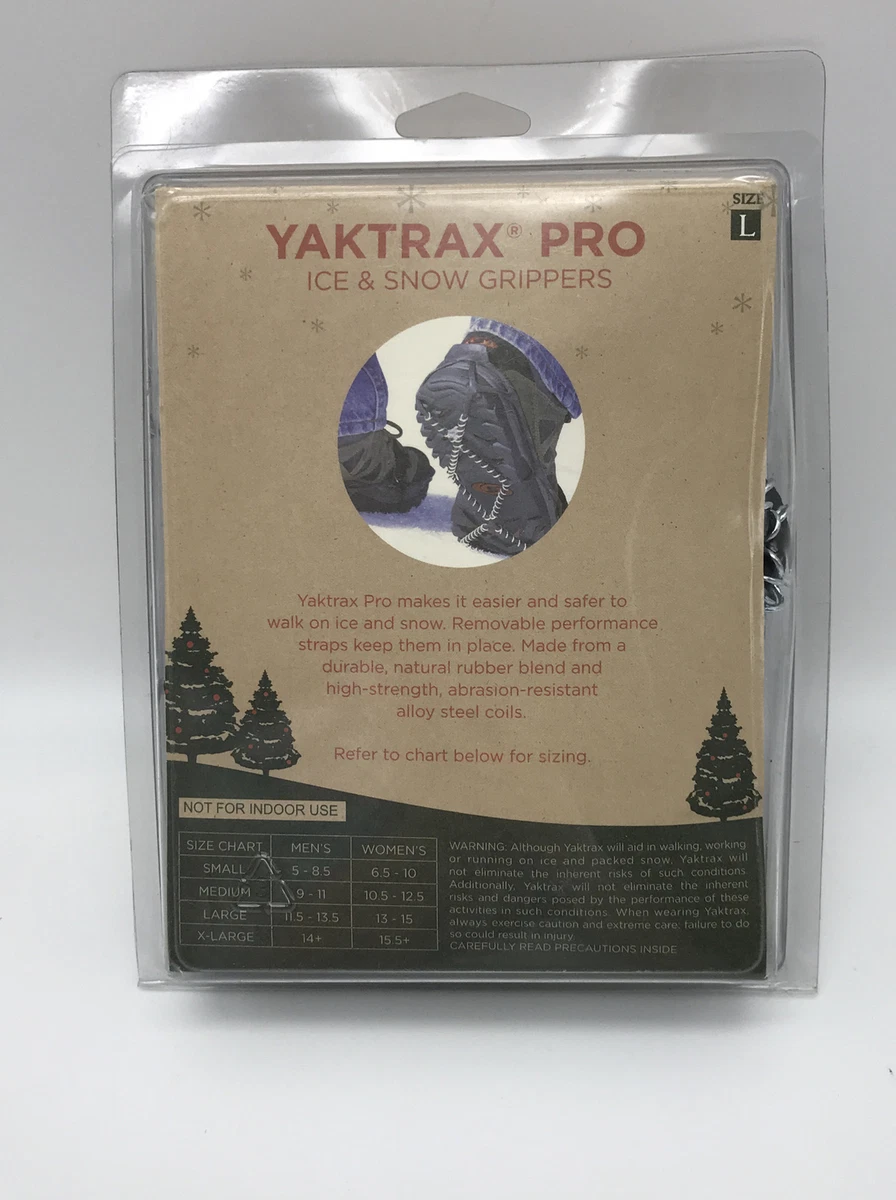 SIZE
L
YAKTRAX® PRO
ICE & SNOW GRIPPERS
Yaktrax Pro makes it easier and safer to
walk on ice and snow. Removable performance
straps keep them in place. Made from a
durable, natural rubber blend and
high-strength, abrasion-resistant
alloy steel coils.
Refer to chart below for sizing.
NOT FOR INDOOR USE
SIZE CHART MEN'S WOMEN'S
SMALL 5 - 8.5 6.5 - 10
MEDIUM 9 - 11 10.5 - 12.5
LARGE 11.5 - 13.5 13 - 15
X-LARGE 14+ 15.5+
WARNING: Although Yaktrax will aid in walking, working
or running on ice and packed snow, Yaktrax will
not eliminate the inherent risks of such conditions.
Additionally, Yaktrax will not eliminate the inherent
risks and dangers posed by the performance of these
activities in such conditions. When wearing Yaktrax,
always exercise caution and extreme care; failure to do
so could result in injury.
CAREFULLY READ PRECAUTIONS INSIDE